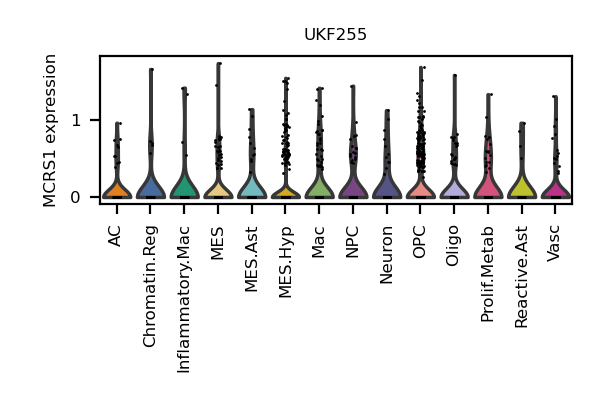 UKF255
MCRS1 expression
1
0
AC
Chromatin.Reg
Inflammatory.Mac
MES
MES.Ast
MES.Hyp
Mac
NPC
Neuron
OPC
Oligo
Prolif.Metab
Reactive.Ast
Vasc